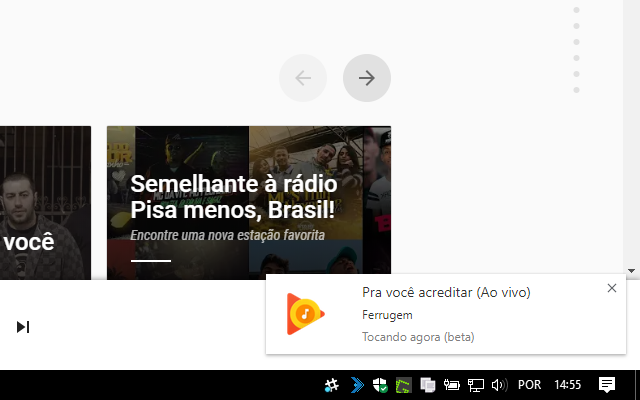 Semelhante à rádio
Pisa menos, Brasil!
Encontre uma nova estação favorita
você
Pra você acreditar (Ao vivo)
Ferrugem
Tocando agora (beta)
POR
14:55